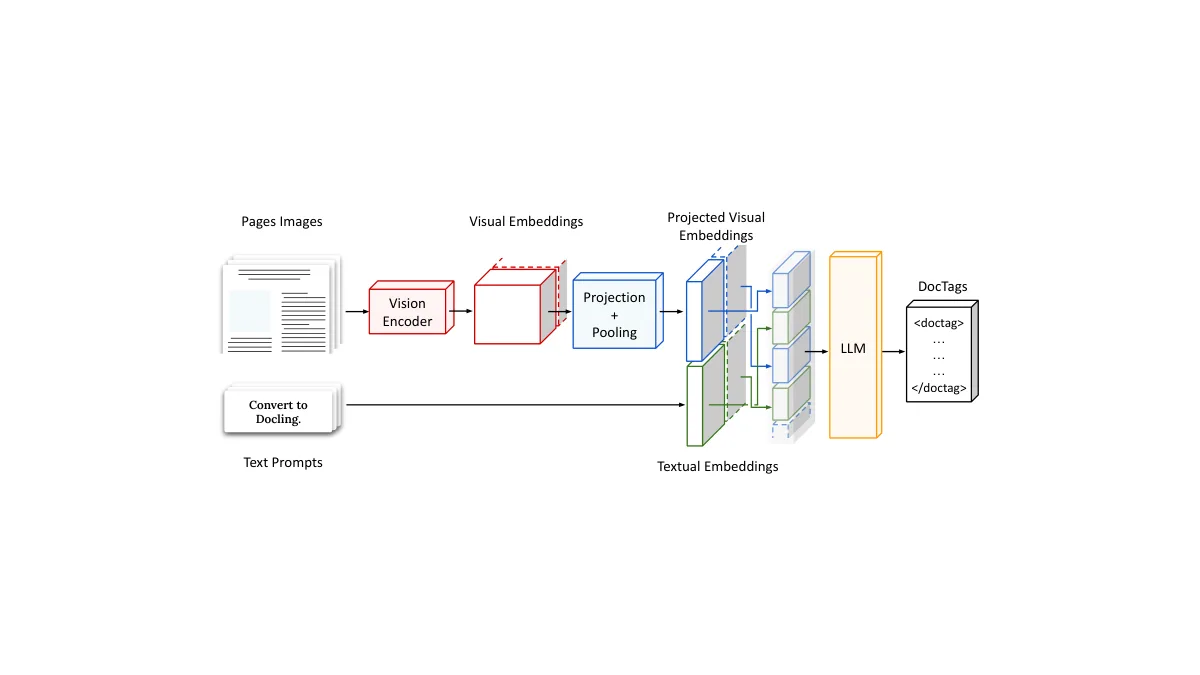 Pages Images
Visual Embeddings
Projected Visual
Embeddings
Vision
Encoder
Projection
+
Pooling
LLM
DocTags
<doctag>
...
...
...
</doctag>
Convert to
Docling.
Text Prompts
Textual Embeddings